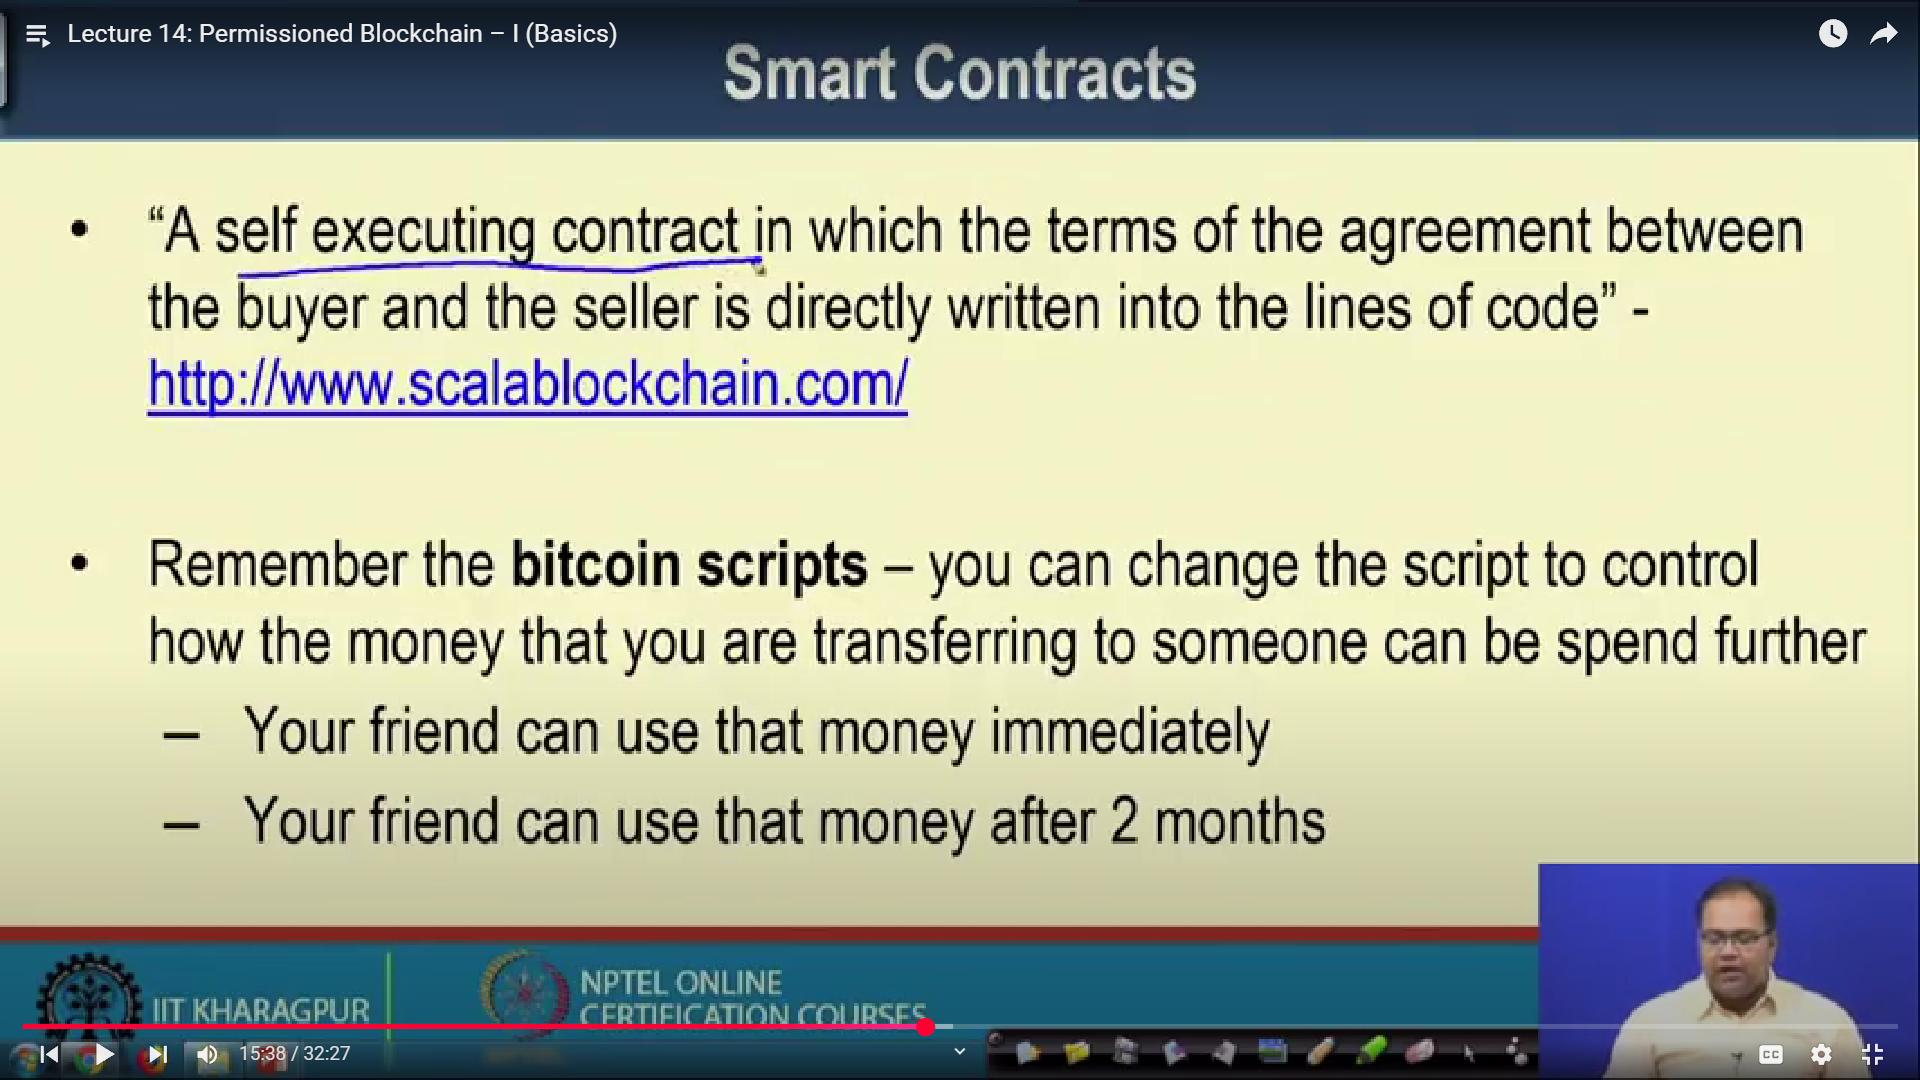 Lecture 14: Permissioned Blockchain – I (Basics)
Smart Contracts
• “A self executing contract in which the terms of the agreement between
the buyer and the seller is directly written into the lines of code” -
http://www.scalablockchain.com/
• Remember the bitcoin scripts – you can change the script to control
how the money that you are transferring to someone can be spend further
– Your friend can use that money immediately
– Your friend can use that money after 2 months
IIT KHARAGPUR
NPTEL ONLINE
CERTIFICATION COURSES
15:38 / 32:27
CC